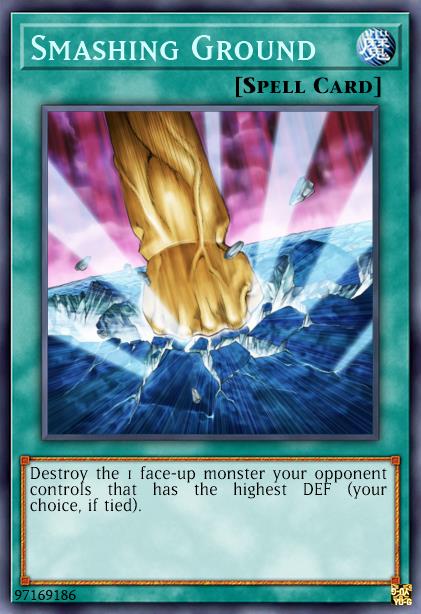 Smashing Ground
魔
[Spell Card]
Destroy the 1 face-up monster your opponent
controls that has the highest DEF (your
choice, if tied).
97169186